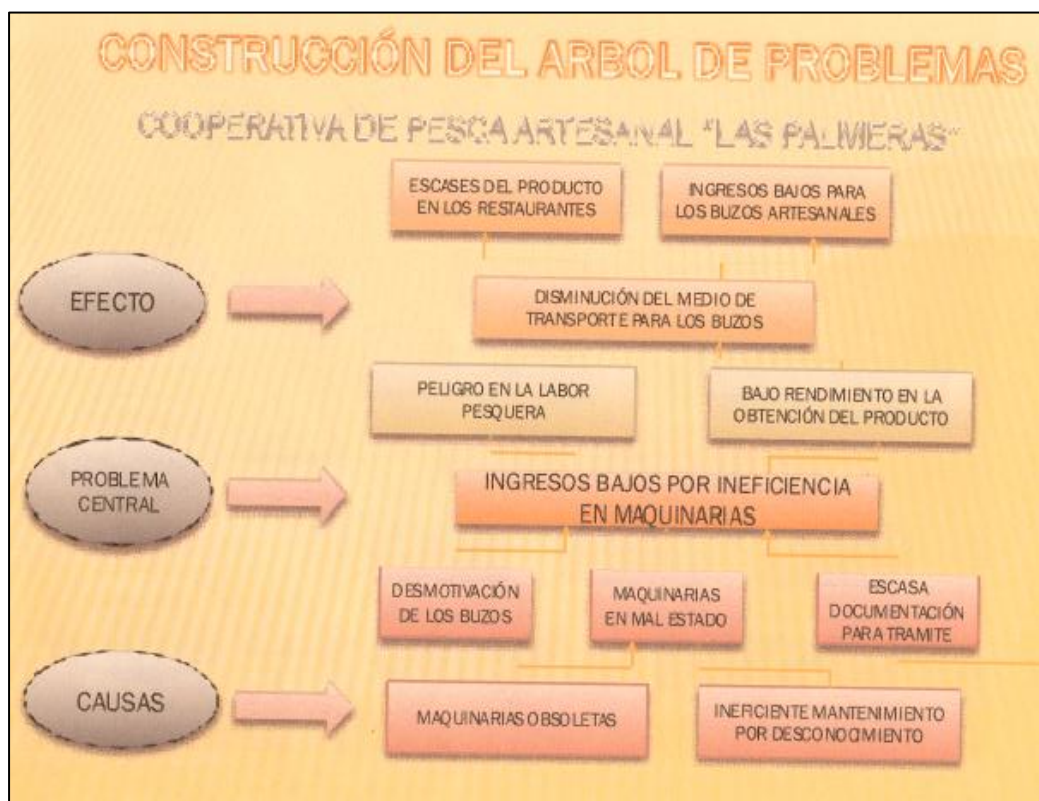 CONSTRUCCIÓN DEL ARBOL DE PROBLEMAS
COOPERATIVA DE PESCA ARTESANAL "LAS PALMERAS"
ESCASES DEL PRODUCTO
EN LOS RESTAURANTES
INGRESOS BAJOS PARA
LOS BUZOS ARTESANALES
EFECTO
DISMINUCIÓN DEL MEDIO DE
TRANSPORTE PARA LOS BUZOS
PELIGRO EN LA LABOR
PESQUERA
BAJO RENDIMIENTO EN LA
OBTENCIÓN DEL PRODUCTO
PROBLEMA
CENTRAL
INGRESOS BAJOS POR INEFICIENCIA
EN MAQUINARIAS
DESMOTIVACIÓN
DE LOS BUZOS
MAQUINARIAS
EN MAL ESTADO
ESCASA
DOCUMENTACIÓN
PARA TRAMITE
CAUSAS
MAQUINARIAS OBSOLETAS
INEFICIENTE MANTENIMIENTO
POR DESCONOCIMIENTO